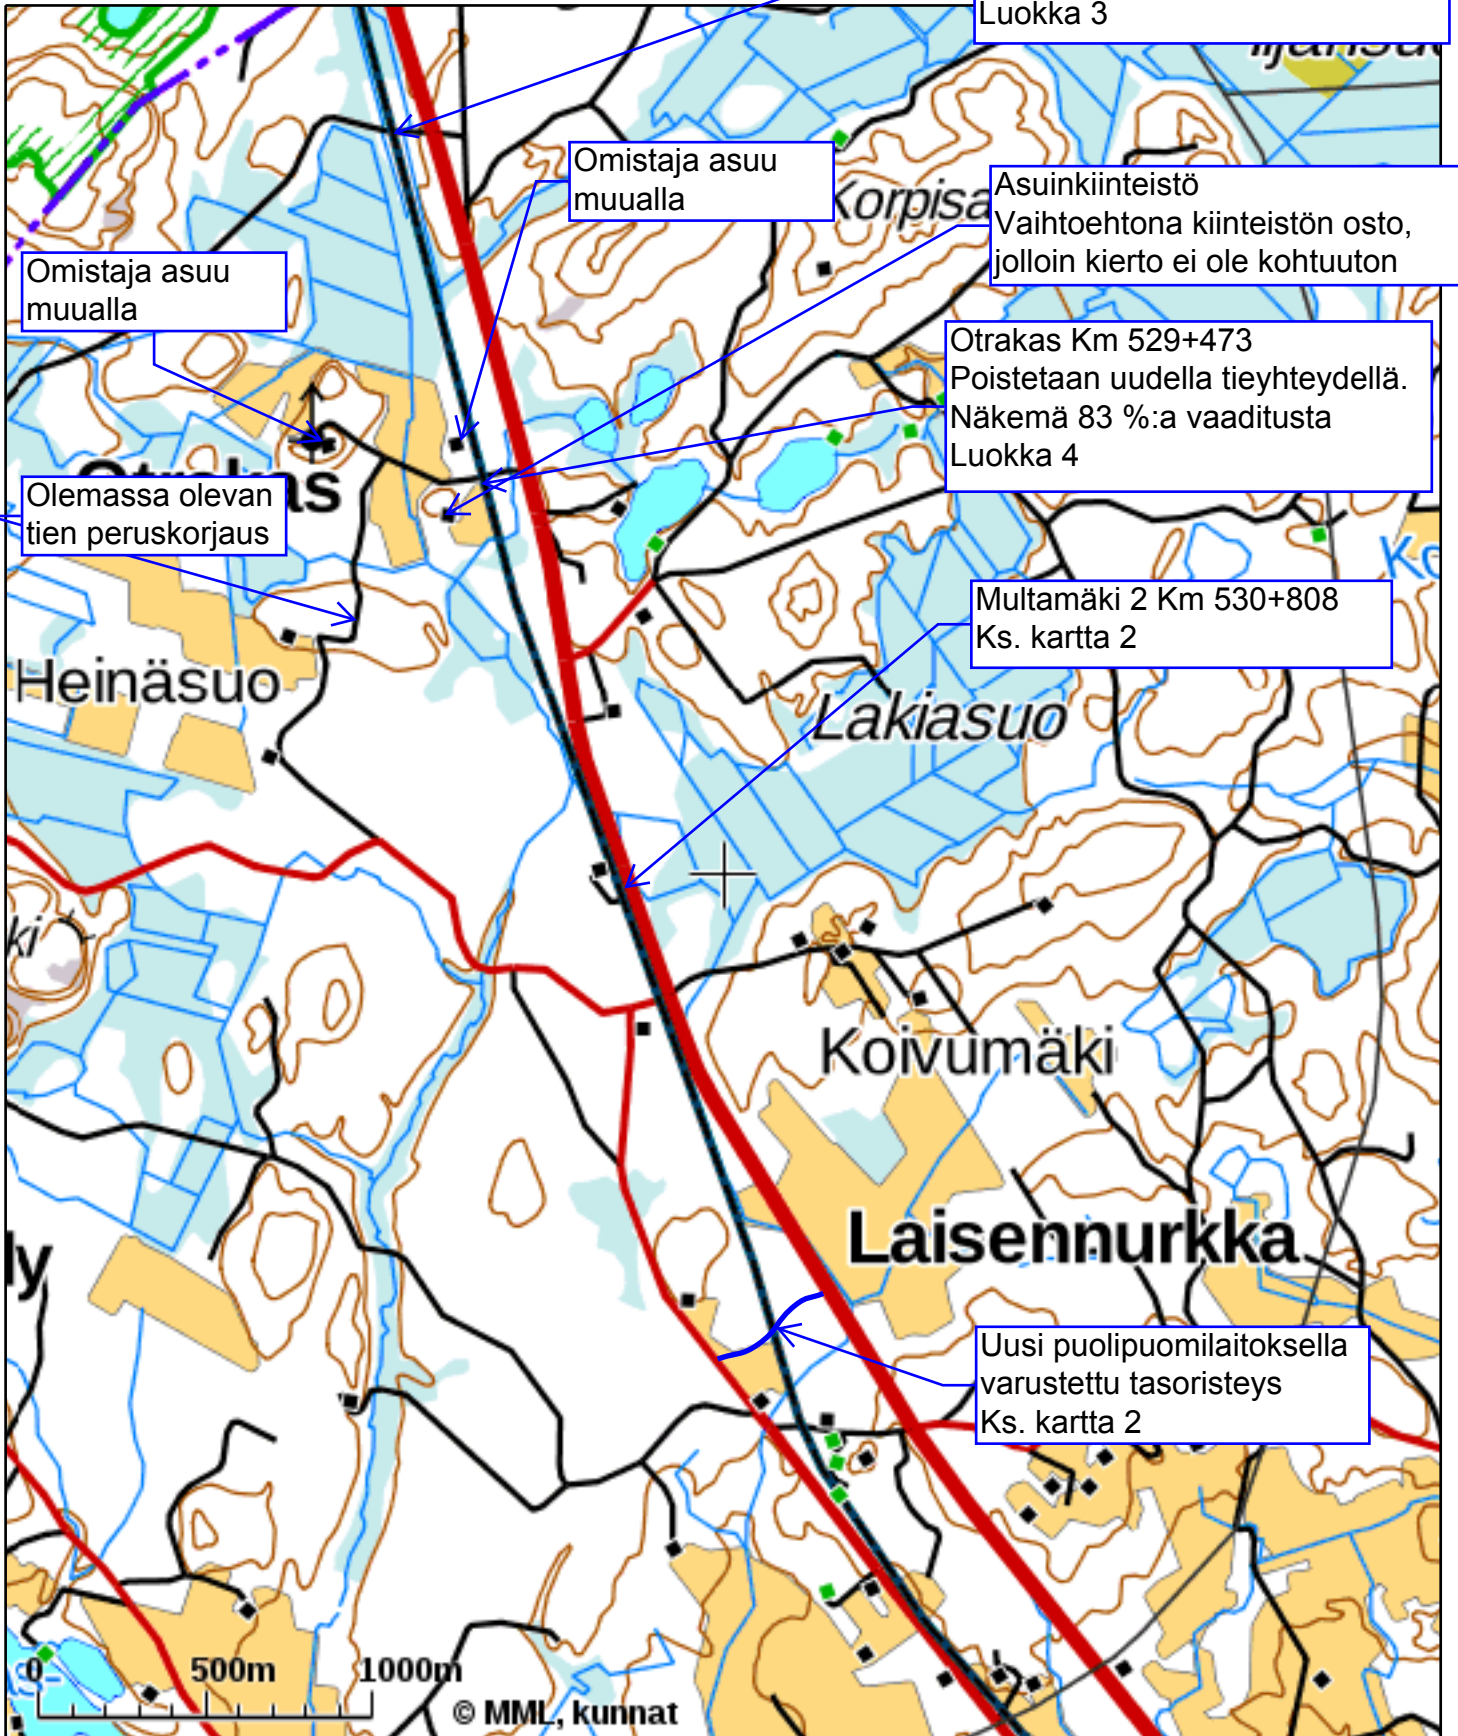 Luokka 3
Omistaja asuu
muualla
Asuinkiinteistö
Vaihtoehtona kiinteistön osto,
jolloin kierto ei ole kohtuuton
Omistaja asuu
muualla
Otrakas Km 529+473
Poistetaan uudella tieyhteydellä.
Näkemä 83 %:a vaaditusta
Luokka 4
Olemassa olevan
tien peruskorjaus
Multamäki 2 Km 530+808
Ks. kartta 2
Heinäsuo
Lakiasuo
Koivumäki
Laisennurkka
Uusi puolipuomilaitoksella
varustettu tasoristeys
Ks. kartta 2
0 500m 1000m
© MML, kunnat